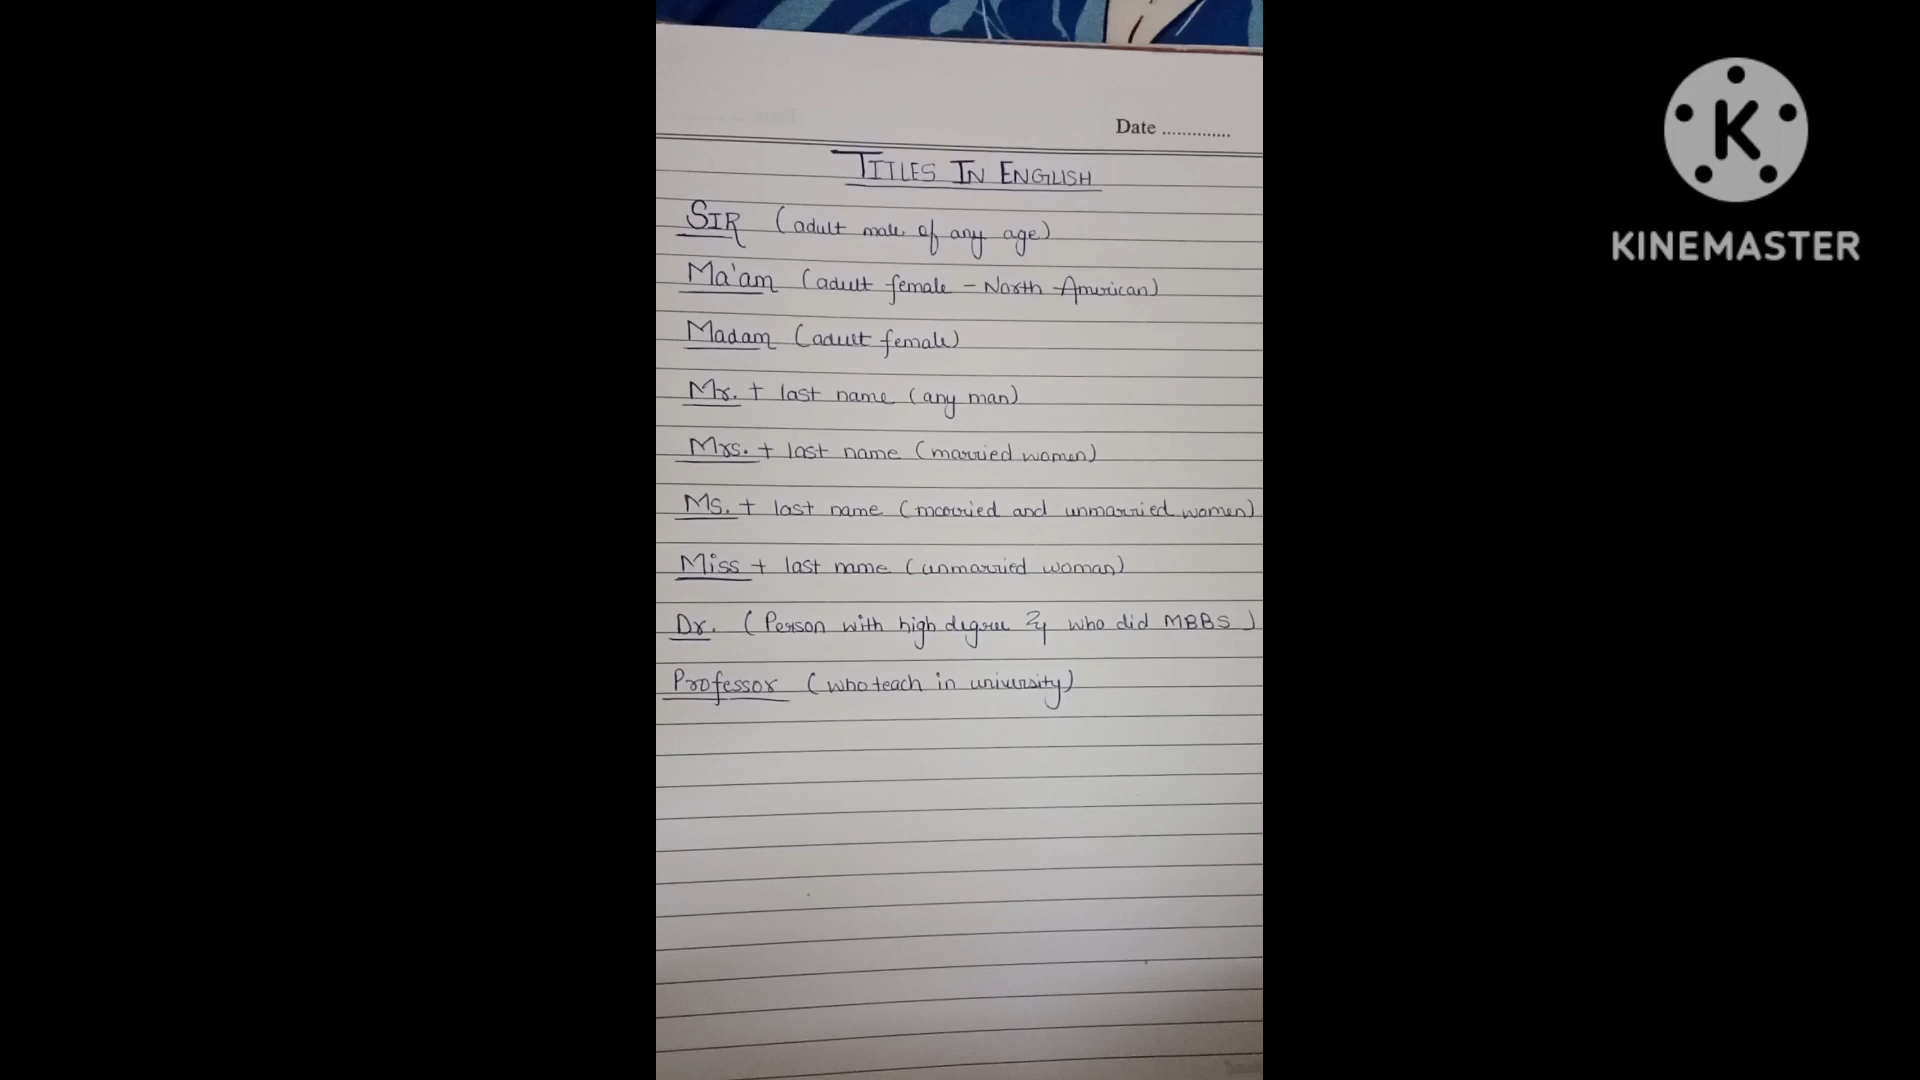 Date ..............
TITLES IN ENGLISH
SIR (adult male of any age)
Ma'am (adult female - North American)
Madam (adult female)
Mr. + last name (any man)
Mrs. + last name (married women)
Ms. + last name (married and unmarried women)
Miss + last name (unmarried woman)
Dr. (Person with high degree & who did MBBS)
Professor (who teach in university)
K
KINEMASTER